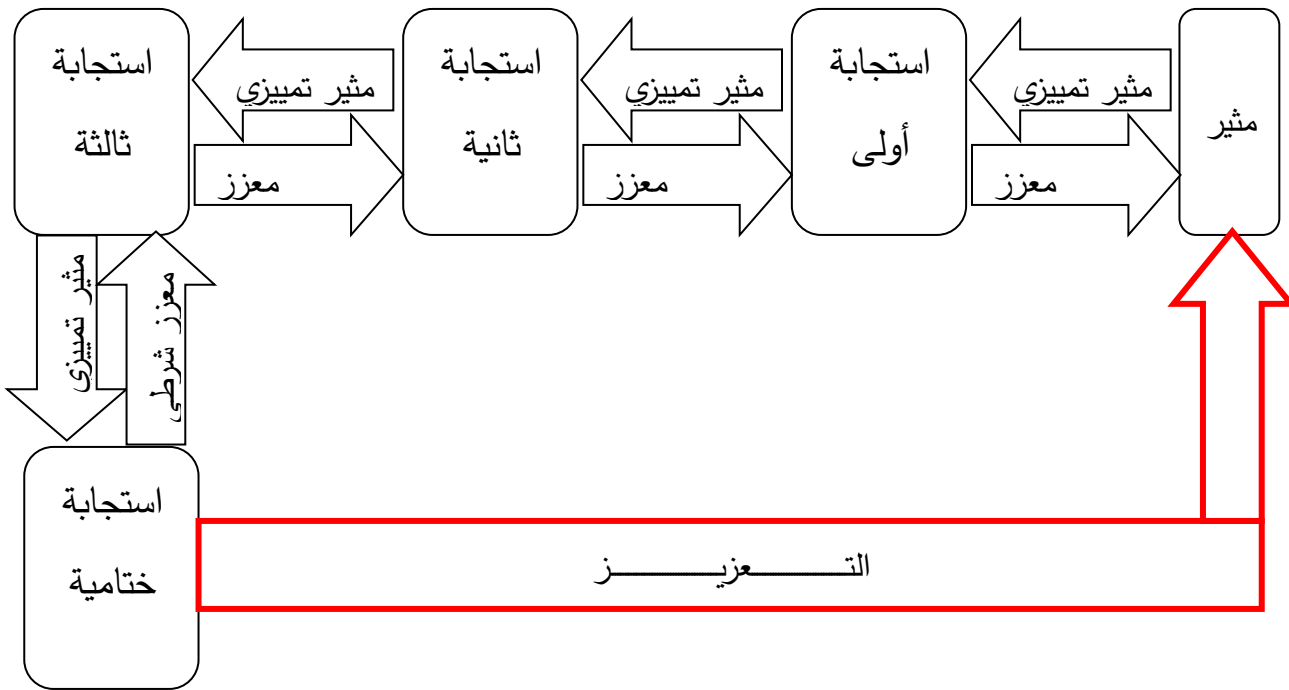 مثير
مثير تمييزي
معزز
استجابة
أولى
مثير تمييزي
معزز
استجابة
ثانية
مثير تمييزي
معزز
استجابة
ثالثة
مثير تمييزي
معزز شرطي
استجابة
ختامية
التـــــــعزيــــــــز